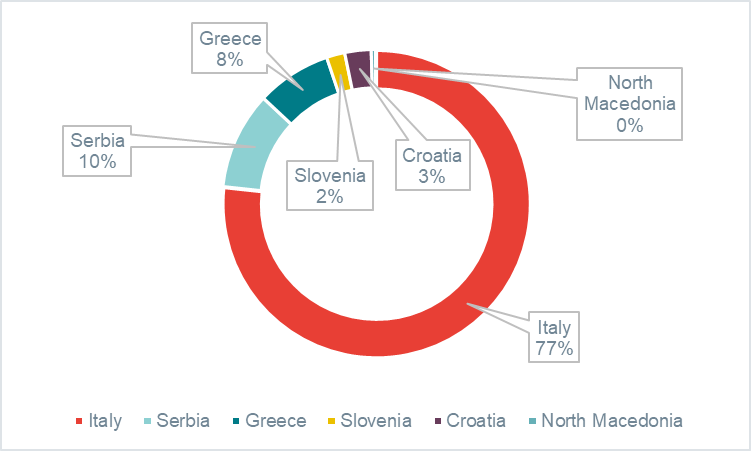 Greece
8%
North
Macedonia
0%
Serbia
10%
Croatia
3%
Slovenia
2%
Italy
77%
Italy
Serbia
Greece
Slovenia
Croatia
North Macedonia